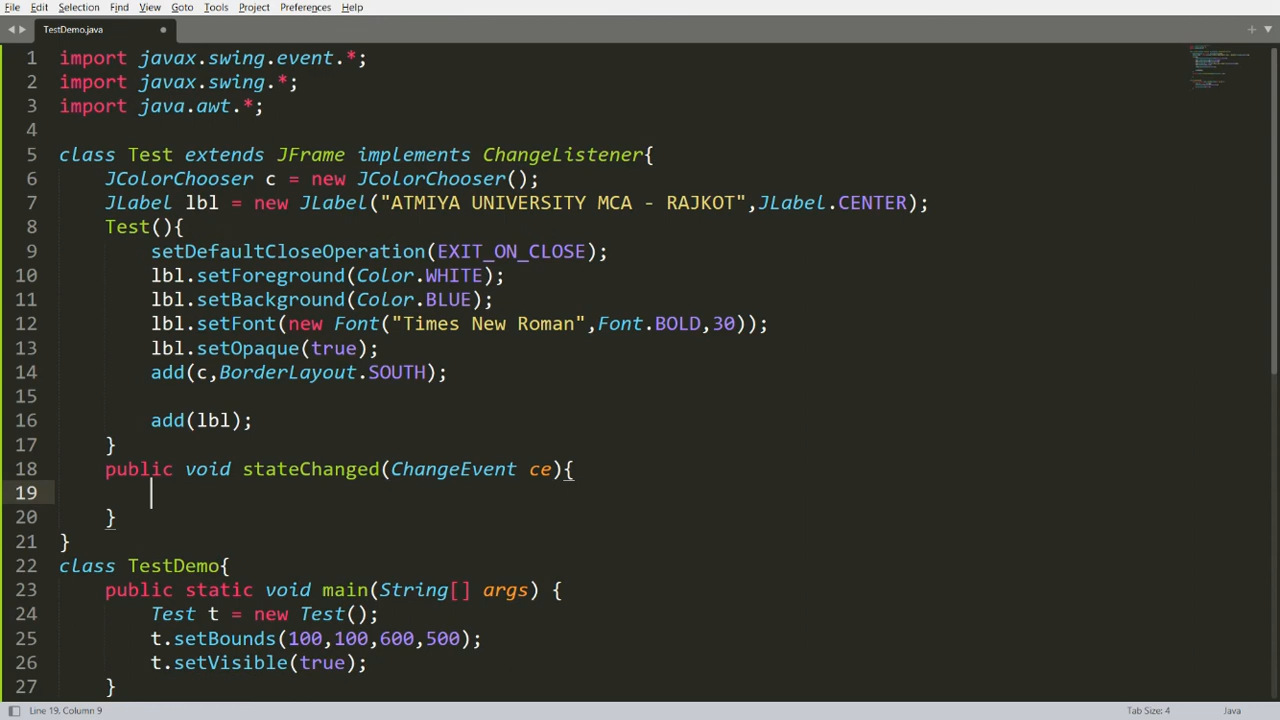 File Edit Selection Find View Goto Tools Project Preferences Help
TestDemo.java
1 import javax.swing.event.*;
2 import javax.swing.*;
3 import java.awt.*;
4
5 class Test extends JFrame implements ChangeListener{
6 JColorChooser c = new JColorChooser();
7 JLabel lbl = new JLabel("ATMIYA UNIVERSITY MCA - RAJKOT",JLabel.CENTER);
8 Test(){
9 setDefaultCloseOperation(EXIT_ON_CLOSE);
10 lbl.setForeground(Color.WHITE);
11 lbl.setBackground(Color.BLUE);
12 lbl.setFont(new Font("Times New Roman",Font.BOLD,30));
13 lbl.setOpaque(true);
14 add(c,BorderLayout.SOUTH);
15
16 add(lbl);
17 }
18 public void stateChanged(ChangeEvent ce){
19
20 }
21 }
22 class TestDemo{
23 public static void main(String[] args) {
24 Test t = new Test();
25 t.setBounds(100,100,600,500);
26 t.setVisible(true);
27 }
Line 19, Column 9 Tab Size: 4 Java